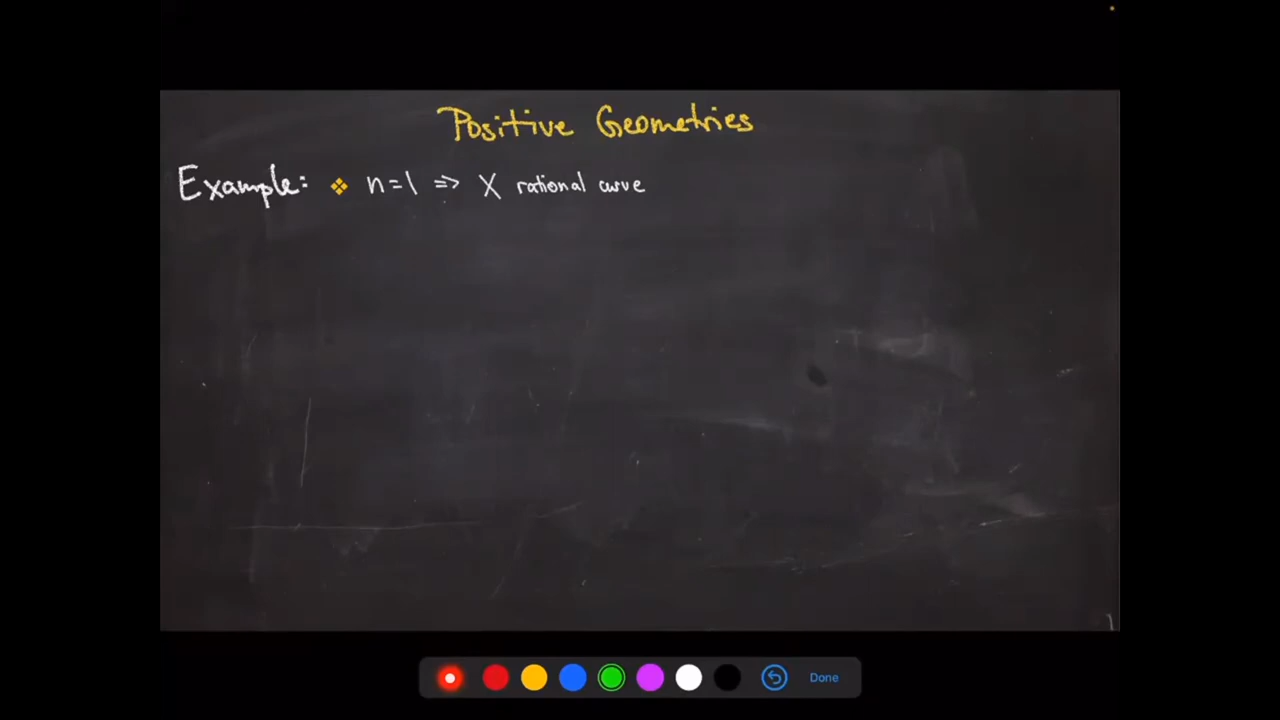 Positive Geometries
Example: ❖ n=1 => X rational curve
Done